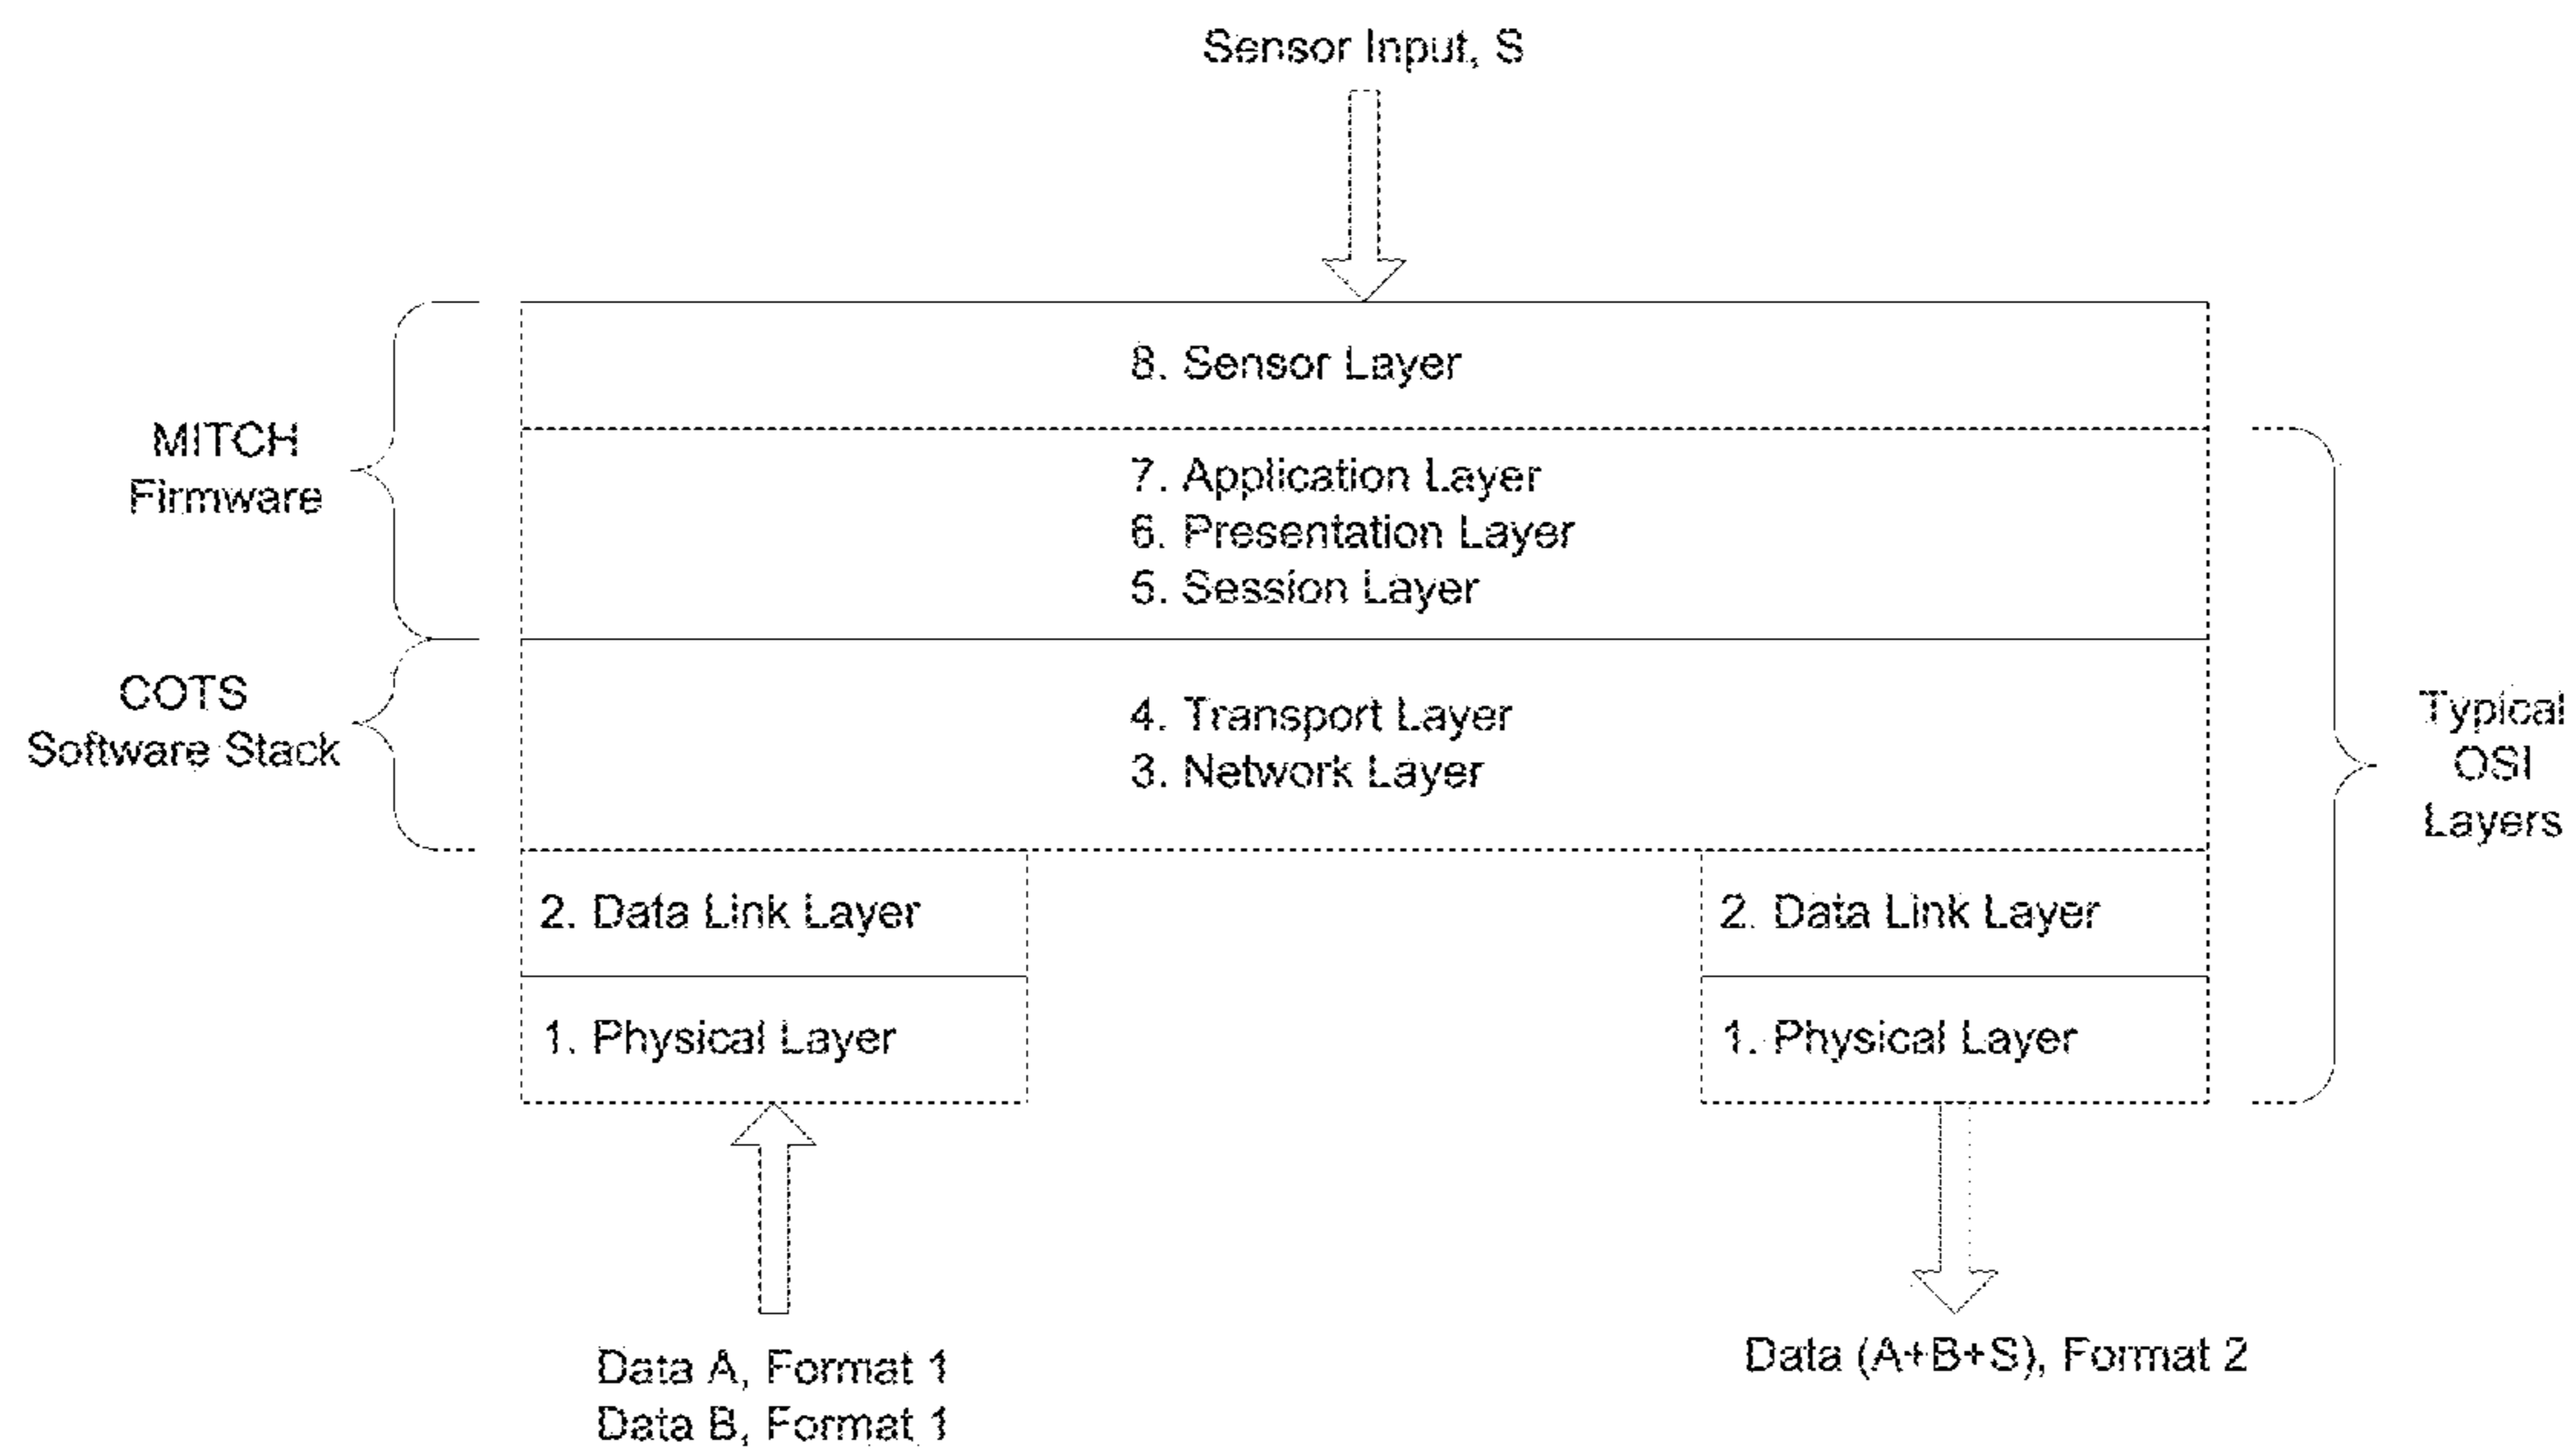 Sensor Input, S
8. Sensor Layer
MITCH
Firmware
7. Application Layer
6. Presentation Layer
5. Session Layer
COTS
Software Stack
4. Transport Layer
3. Network Layer
Typical
OSI
Layers
2. Data Link Layer
2. Data Link Layer
1. Physical Layer
1. Physical Layer
Data A, Format 1
Data B, Format 1
Data (A+B+S), Format 2